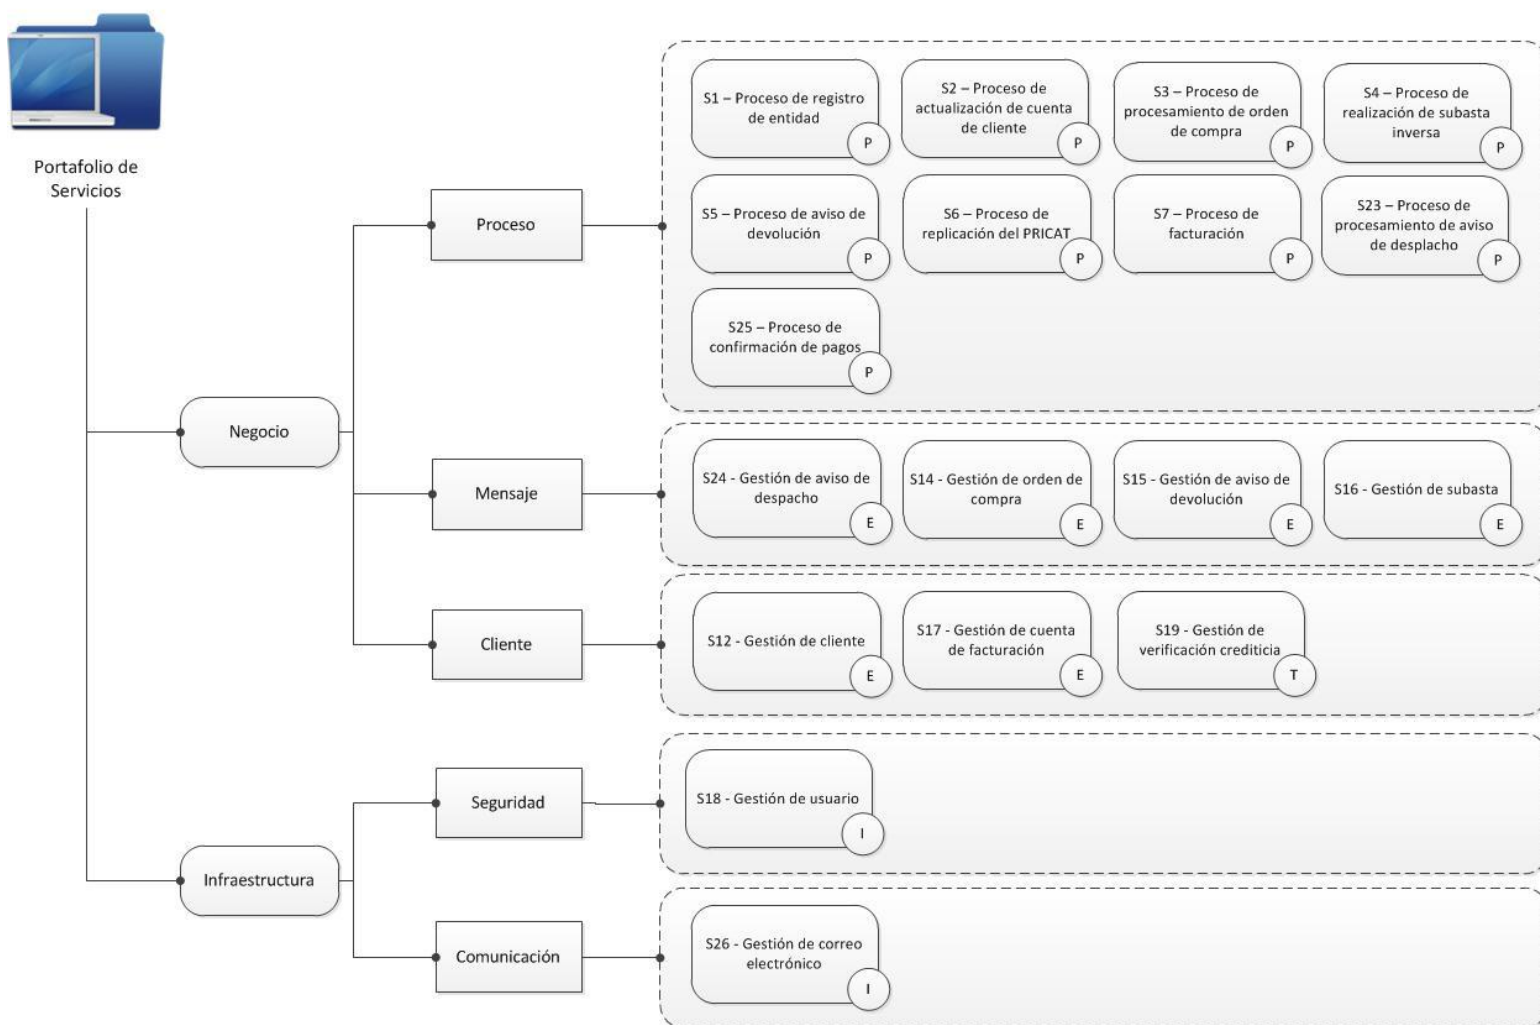 Portafolio de
Servicios
Negocio
Infraestructura
Proceso
Mensaje
Cliente
Seguridad
Comunicación
S1 – Proceso de registro
de entidad
P
S2 – Proceso de
actualización de cuenta
de cliente
P
S3 – Proceso de
procesamiento de orden
de compra
P
S4 – Proceso de
realización de subasta
inversa
P
S5 – Proceso de aviso de
devolución
P
S6 – Proceso de
replicación del PRICAT
P
S7 – Proceso de
facturación
P
S23 – Proceso de
procesamiento de aviso
de desplacho
P
S25 – Proceso de
confirmación de pagos
P
S24 - Gestión de aviso de
despacho
E
S14 - Gestión de orden de
compra
E
S15 - Gestión de aviso de
devolución
E
S16 - Gestión de subasta
E
S12 - Gestión de cliente
E
S17 - Gestión de cuenta
de facturación
E
S19 - Gestión de
verificación crediticia
T
S18 - Gestión de usuario
I
S26 - Gestión de correo
electrónico
I